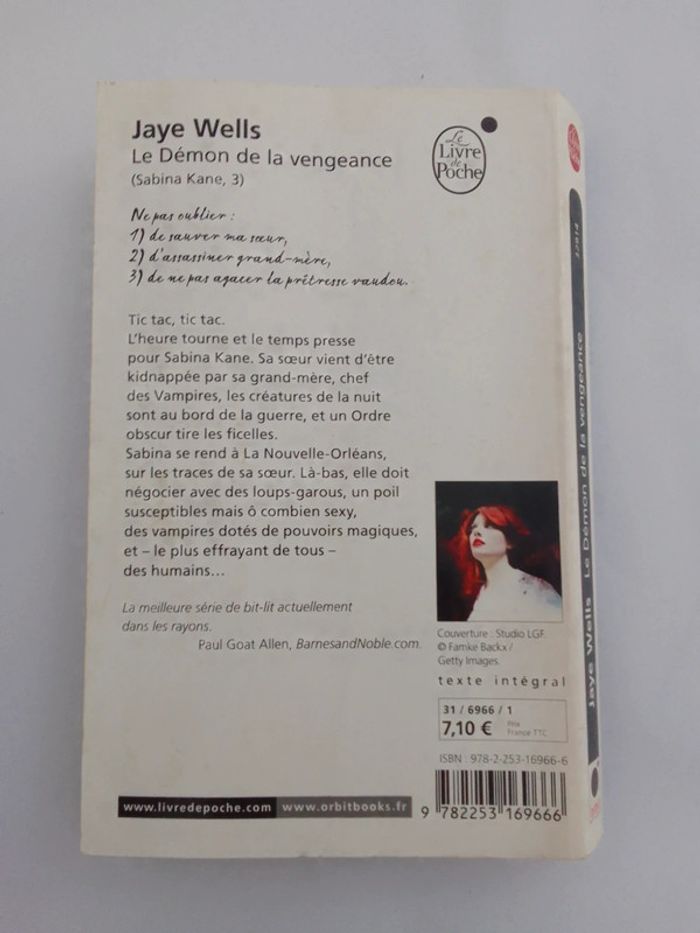 Jaye Wells
Le Démon de la vengeance
(Sabina Kane, 3)
Le
Livre
de
Poche
Ne pas oublier :
1) de sauver ma sœur,
2) d'assassiner grand-mère,
3) de ne pas agacer la prêtresse vaudou.
Tic tac, tic tac.
L'heure tourne et le temps presse
pour Sabina Kane. Sa sœur vient d'être
kidnappée par sa grand-mère, chef
des Vampires, les créatures de la nuit
sont au bord de la guerre, et un Ordre
obscur tire les ficelles.
Sabina se rend à La Nouvelle-Orléans,
sur les traces de sa sœur. Là-bas, elle doit
négocier avec des loups-garous, un poil
susceptibles mais ô combien sexy,
des vampires dotés de pouvoirs magiques,
et – le plus effrayant de tous –
des humains...
La meilleure série de bit-lit actuellement
dans les rayons.
Paul Goat Allen, BarnesandNoble.com.
Couverture : Studio LGF.
© Famke Backx /
Getty Images.
texte intégral
31 / 6966 / 1
7,10 €
Prix
France TTC
ISBN : 978-2-253-16966-6
9 782253 169666
www.livredepoche.com www.orbitbooks.fr
Jaye Wells Le Démon de la vengeance